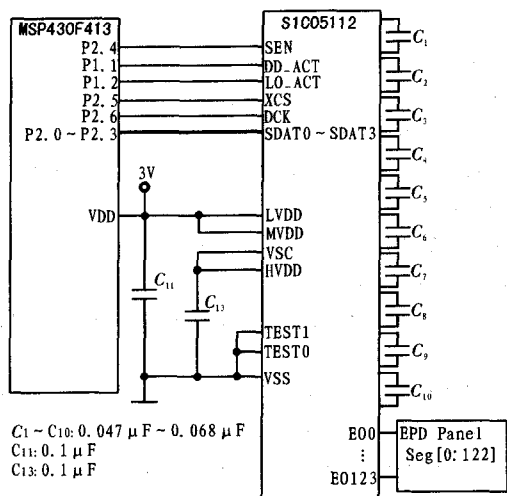 MSP430F413
S1C05112
P2.4 SEN
P1.1 DD_ACT
P1.2 LO_ACT
P2.5 XCS
P2.6 DCK
P2.0~P2.3 SDAT0~SDAT3
3V
VDD LVDD
MVDD
VSC
HVDD
TEST1
TEST0
VSS
C11
C13
C1
C2
C3
C4
C5
C6
C7
C8
C9
C10
C1~C10: 0.047 μF~0.068 μF
C11: 0.1 μF
C13: 0.1 μF
EO0 EPD Panel
⋮ Seg[0:122]
EO123